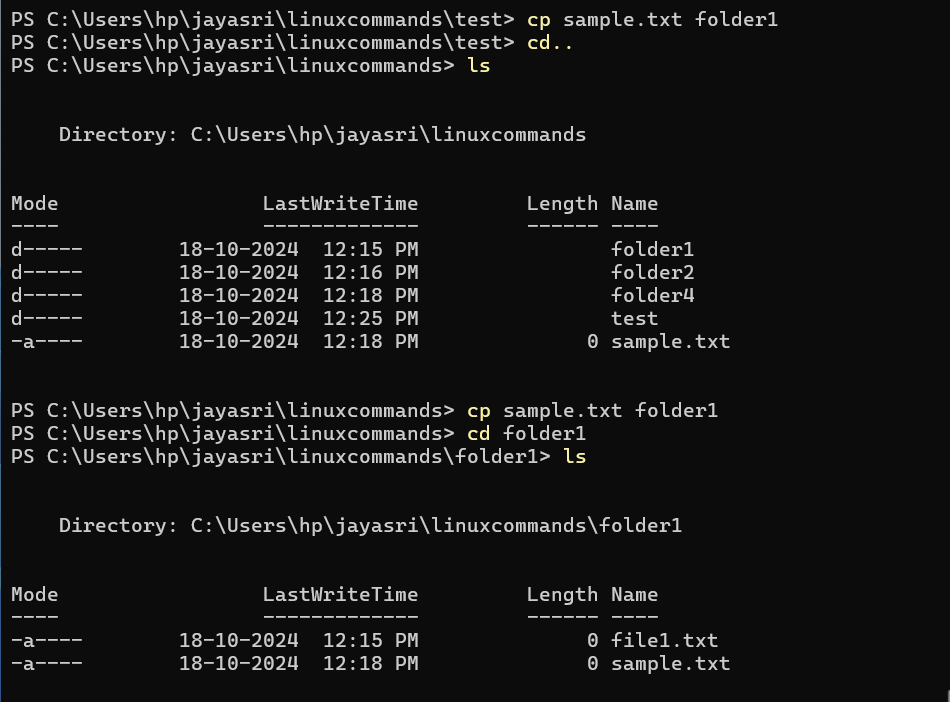 PS C:\Users\hp\jayasri\linuxcommands\test> cp sample.txt folder1
PS C:\Users\hp\jayasri\linuxcommands\test> cd..
PS C:\Users\hp\jayasri\linuxcommands> ls
    Directory: C:\Users\hp\jayasri\linuxcommands
Mode                 LastWriteTime         Length Name
----                 -------------         ------ ----
d-----        18-10-2024  12:15 PM                folder1
d-----        18-10-2024  12:16 PM                folder2
d-----        18-10-2024  12:18 PM                folder4
d-----        18-10-2024  12:25 PM                test
-a----        18-10-2024  12:18 PM              0 sample.txt
PS C:\Users\hp\jayasri\linuxcommands> cp sample.txt folder1
PS C:\Users\hp\jayasri\linuxcommands> cd folder1
PS C:\Users\hp\jayasri\linuxcommands\folder1> ls
    Directory: C:\Users\hp\jayasri\linuxcommands\folder1
Mode                 LastWriteTime         Length Name
----                 -------------         ------ ----
-a----        18-10-2024  12:15 PM              0 file1.txt
-a----        18-10-2024  12:18 PM              0 sample.txt